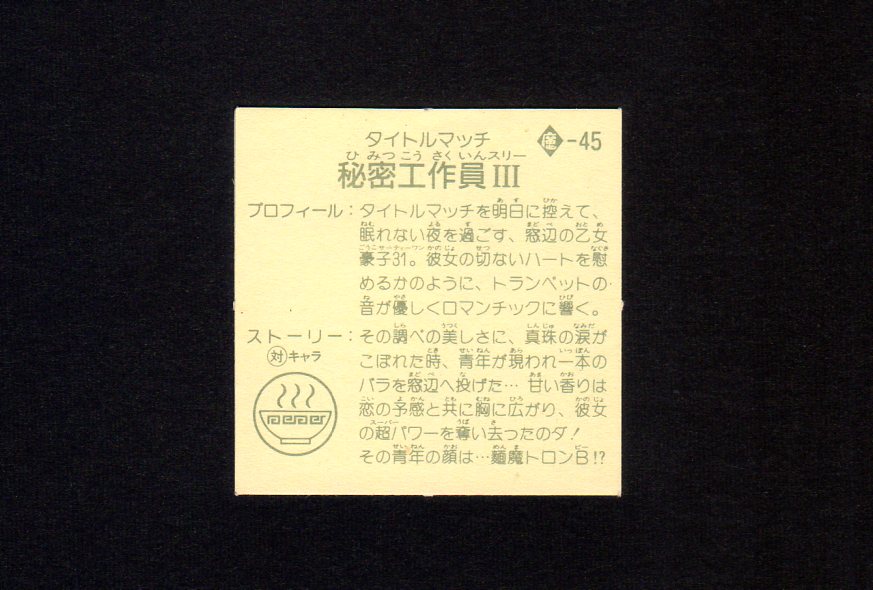 タイトルマッチ
秘密工作員III
-45
プロフィール：タイトルマッチを明日に控えて、
眠れない夜を過ごす、窓辺の乙女
豪子31。彼女の切ないハートを慰
めるかのように、トランペットの
音が優しくロマンチックに響く。
ストーリー：その調べの美しさに、真珠の涙が
対キャラ
こぼれた時、青年が現われ一本の
バラを窓辺へ投げた…甘い香りは
恋の予感と共に胸に広がり、彼女
の超パワーを奪い去ったのダ！
その青年の顔は…麺魔トロンB!?